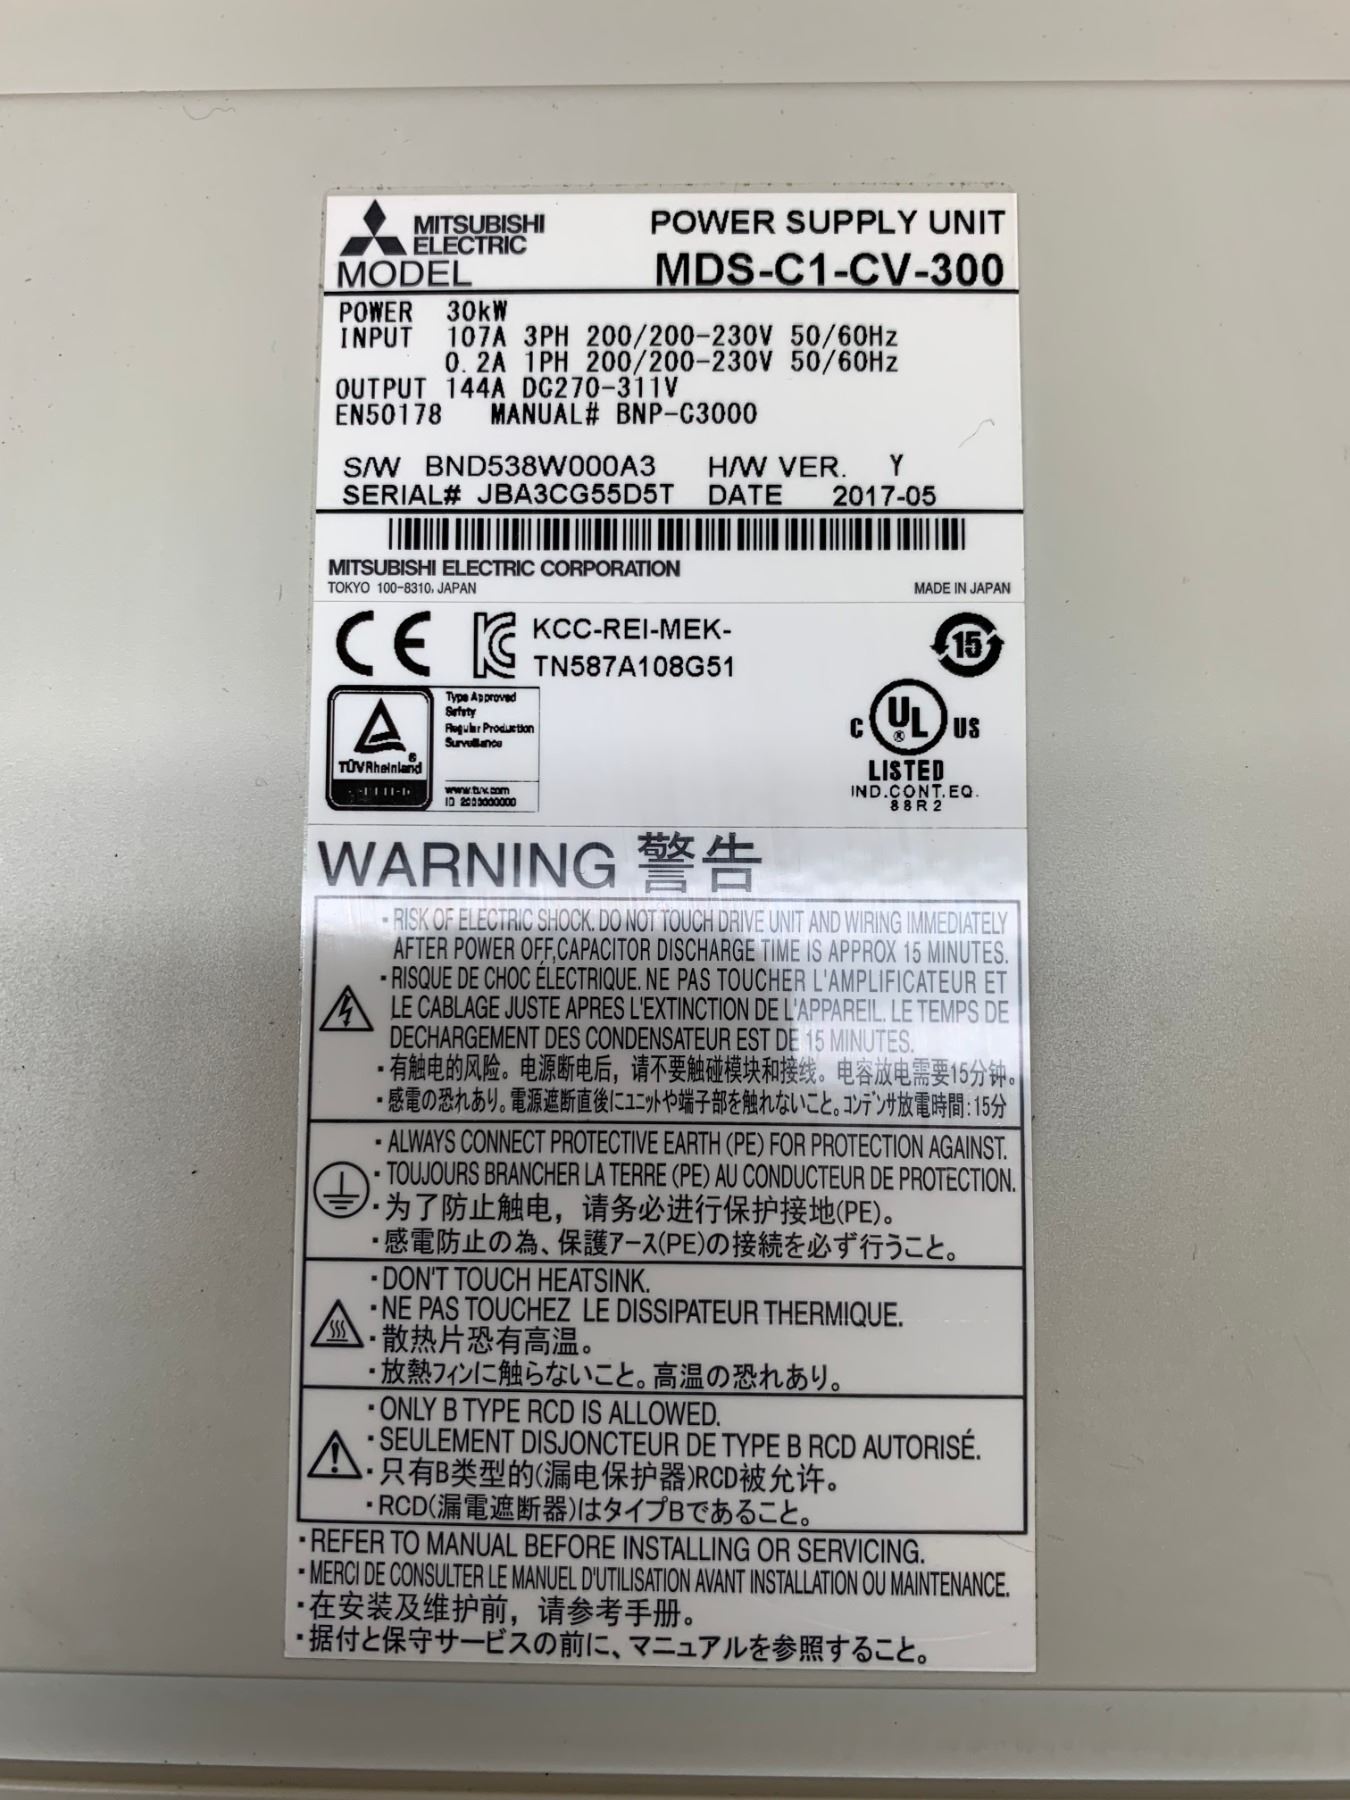 MITSUBISHI
ELECTRIC
POWER SUPPLY UNIT
MODEL MDS-C1-CV-300
POWER 30kW
INPUT 107A 3PH 200/200-230V 50/60Hz
0.2A 1PH 200/200-230V 50/60Hz
OUTPUT 144A DC270-311V
EN50178 MANUAL# BNP-C3000
S/W BND538W000A3 H/W VER. Y
SERIAL# JBA3CG55D5T DATE 2017-05
MITSUBISHI ELECTRIC CORPORATION
TOKYO 100-8310, JAPAN MADE IN JAPAN
CE KCC-REI-MEK-
TN587A108G51
15
TÜVRheinland
Type Approved
Safety
Regular Production
Surveillance
www.tuv.com
C UL ® US
LISTED
IND.CONT.EQ.
88R2
WARNING 警告
・RISK OF ELECTRIC SHOCK. DO NOT TOUCH DRIVE UNIT AND WIRING IMMEDIATELY
AFTER POWER OFF,CAPACITOR DISCHARGE TIME IS APPROX 15 MINUTES.
・RISQUE DE CHOC ÉLECTRIQUE. NE PAS TOUCHER L'AMPLIFICATEUR ET
LE CABLAGE JUSTE APRES L'EXTINCTION DE L'APPAREIL. LE TEMPS DE
DECHARGEMENT DES CONDENSATEUR EST DE 15 MINUTES.
・有触电的风险。电源断电后，请不要触碰模块和接线。电容放电需要15分钟。
・感電の恐れあり。電源遮断直後にユニットや端子部を触れないこと。コンデンサ放電時間:15分
・ALWAYS CONNECT PROTECTIVE EARTH (PE) FOR PROTECTION AGAINST.
・TOUJOURS BRANCHER LA TERRE (PE) AU CONDUCTEUR DE PROTECTION.
・为了防止触电，请务必进行保护接地(PE)。
・感電防止の為、保護アース(PE)の接続を必ず行うこと。
・DON'T TOUCH HEATSINK.
・NE PAS TOUCHEZ LE DISSIPATEUR THERMIQUE.
・散热片恐有高温。
・放熱フィンに触らないこと。高温の恐れあり。
・ONLY B TYPE RCD IS ALLOWED.
・SEULEMENT DISJONCTEUR DE TYPE B RCD AUTORISÉ.
・只有B类型的(漏电保护器)RCD被允许。
・RCD(漏電遮断器)はタイプBであること。
・REFER TO MANUAL BEFORE INSTALLING OR SERVICING.
・MERCI DE CONSULTER LE MANUEL D'UTILISATION AVANT INSTALLATION OU MAINTENANCE.
・在安装及维护前，请参考手册。
・据付と保守サービスの前に、マニュアルを参照すること。